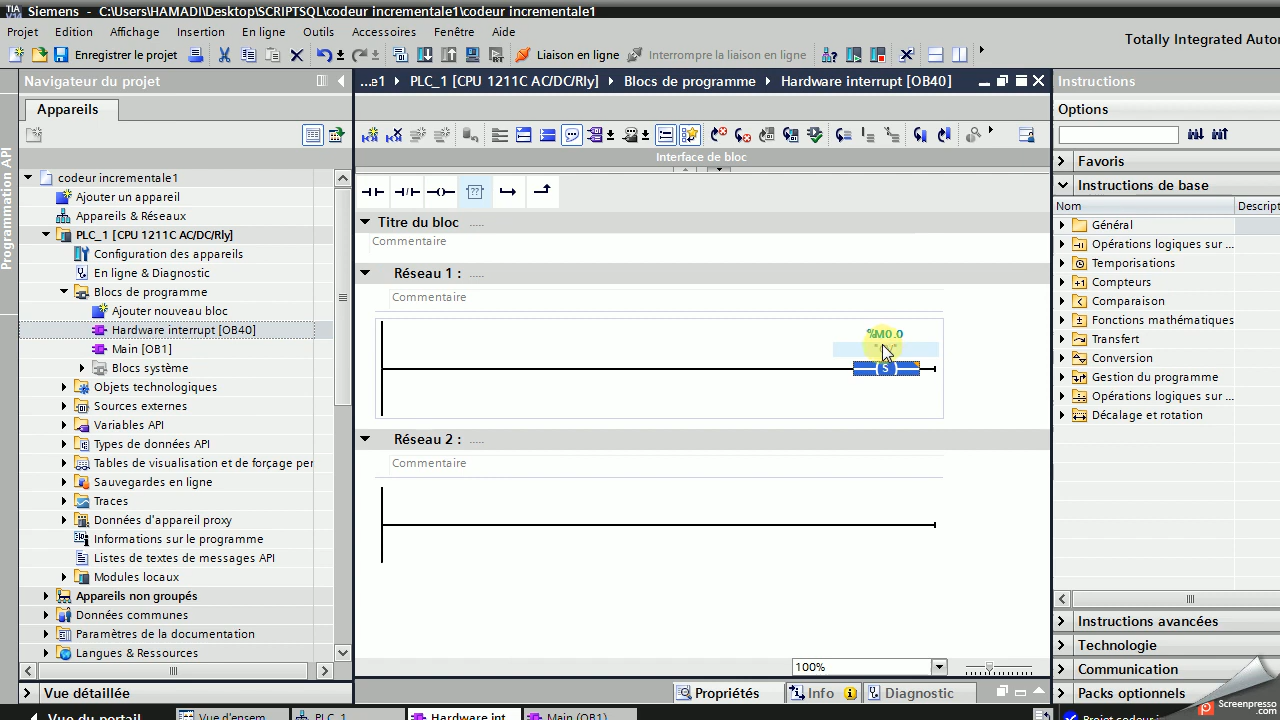 TIA V14 Siemens - C:\Users\HAMADI\Desktop\SCRIPTSQL\codeur incrementale1\codeur incrementale1
Projet Edition Affichage Insertion En ligne Outils Accessoires Fenêtre Aide
Totally Integrated Autor
Enregistrer le projet Liaison en ligne Interrompre la liaison en ligne
Navigateur du projet
...e1 PLC_1 [CPU 1211C AC/DC/Rly] Blocs de programme Hardware interrupt [OB40]
Instructions
Appareils
Options
Interface de bloc
Favoris
Instructions de base
Nom Descript
Programmation API
codeur incrementale1
Ajouter un appareil
Appareils & Réseaux
PLC_1 [CPU 1211C AC/DC/Rly]
Configuration des appareils
En ligne & Diagnostic
Blocs de programme
Ajouter nouveau bloc
Hardware interrupt [OB40]
Main [OB1]
Blocs système
Objets technologiques
Sources externes
Variables API
Types de données API
Tables de visualisation et de forçage per
Sauvegardes en ligne
Traces
Données d'appareil proxy
Informations sur le programme
Listes de textes de messages API
Modules locaux
Appareils non groupés
Données communes
Paramètres de la documentation
Langues & Ressources
Vue détaillée
??
Titre du bloc .....
Commentaire
Réseau 1 : .....
Commentaire
%M0.0
S
Réseau 2 : .....
Commentaire
100%
Propriétés Info Diagnostic
Général
Opérations logiques sur ...
Temporisations
Compteurs
Comparaison
Fonctions mathématiques
Transfert
Conversion
Gestion du programme
Opérations logiques sur ...
Décalage et rotation
Instructions avancées
Technologie
Communication
Packs optionnels
Vue du portail Vue d'ensem PLC_1 Hardware int... Main (OB1)
Projet codeur
Screenpresso
.com